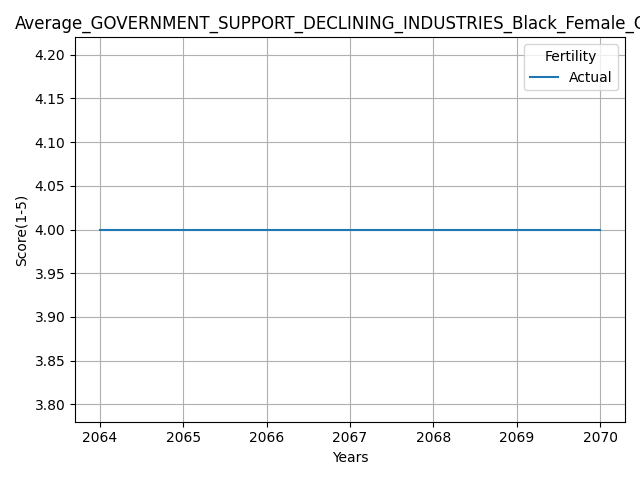 Average_GOVERNMENT_SUPPORT_DECLINING_INDUSTRIES_Black_Female_
Fertility
Actual
4.20
4.15
4.10
4.05
4.00
3.95
3.90
3.85
3.80
Score(1-5)
2064 2065 2066 2067 2068 2069 2070
Years